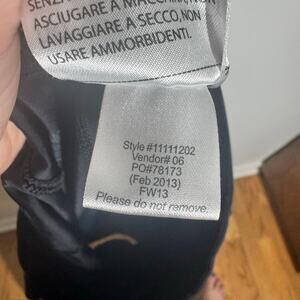 ASCIUGARE A MACCHINA, NON
LAVAGGIARE A SECCO, NON
USARE AMMORBIDENTI.
Style #11111202
Vendor# 06
PO#78173
(Feb 2013)
FW13
Please do not remove.